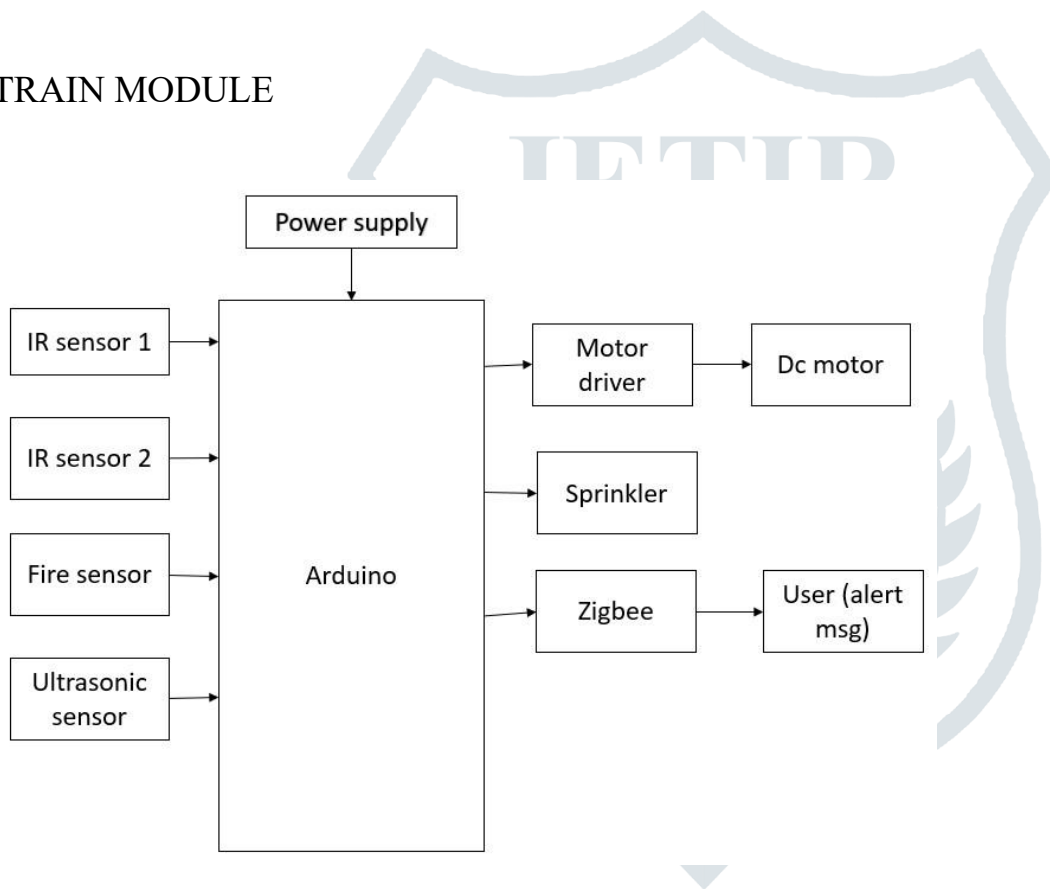 TRAIN MODULE
Power supply
IR sensor 1
IR sensor 2
Fire sensor
Ultrasonic
sensor
Arduino
Motor
driver
Dc motor
Sprinkler
Zigbee
User (alert
msg)